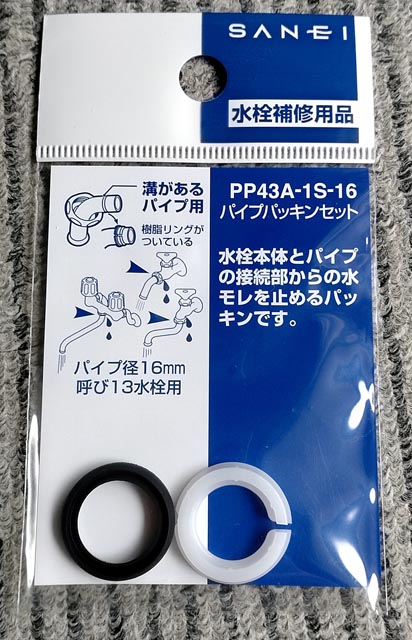 SANEI
水栓補修用品
溝がある
パイプ用
樹脂リングが
ついている
パイプ径16mm
呼び13水栓用
PP43A-1S-16
パイプパッキンセット
水栓本体とパイプ
の接続部からの水
モレを止めるパッ
キンです。